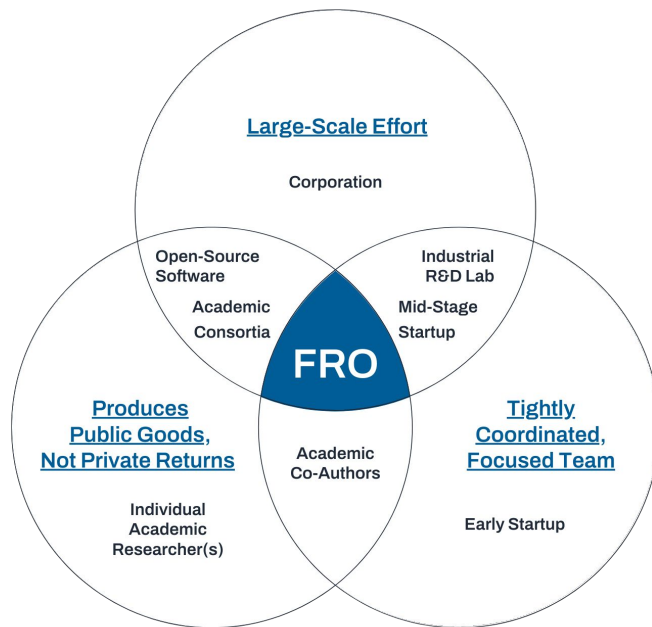 Large-Scale Effort
Corporation
Open-Source
Software
Academic
Consortia
Industrial
R&D Lab
Mid-Stage
Startup
FRO
Produces
Public Goods,
Not Private Returns
Individual
Academic
Researcher(s)
Academic
Co-Authors
Tightly
Coordinated,
Focused Team
Early Startup